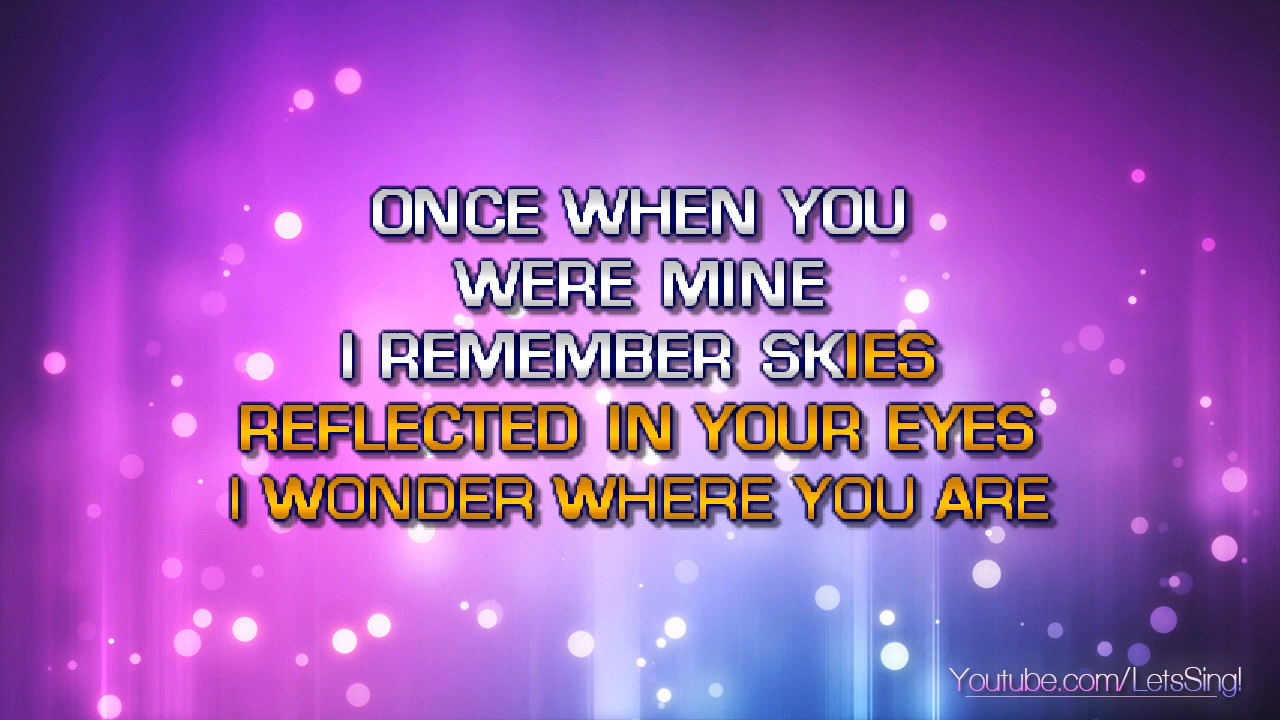 ONCE WHEN YOU
WERE MINE
I REMEMBER SKIES
REFLECTED IN YOUR EYES
I WONDER WHERE YOU ARE
Youtube.com/LetsSing!